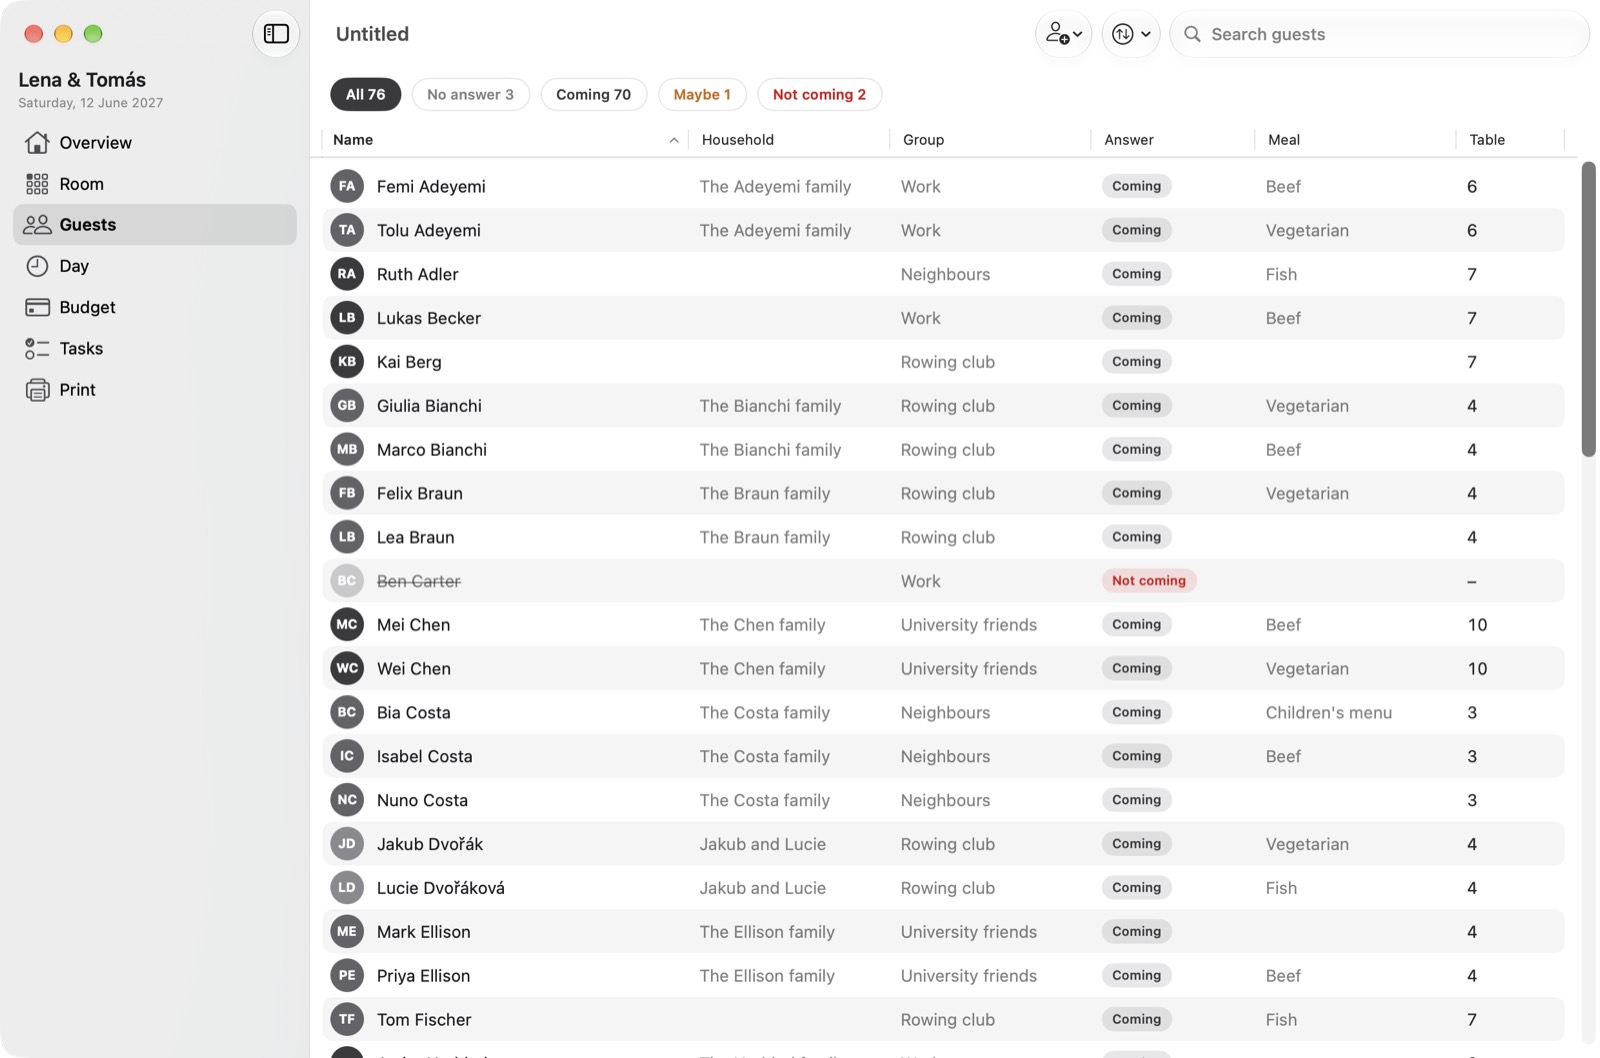 Untitled
Search guests
Lena & Tomás
Saturday, 12 June 2027
Overview
Room
Guests
Day
Budget
Tasks
Print
All 76 No answer 3 Coming 70 Maybe 1 Not coming 2
Name Household Group Answer Meal Table
FA Femi Adeyemi The Adeyemi family Work Coming Beef 6
TA Tolu Adeyemi The Adeyemi family Work Coming Vegetarian 6
RA Ruth Adler Neighbours Coming Fish 7
LB Lukas Becker Work Coming Beef 7
KB Kai Berg Rowing club Coming 7
GB Giulia Bianchi The Bianchi family Rowing club Coming Vegetarian 4
MB Marco Bianchi The Bianchi family Rowing club Coming Beef 4
FB Felix Braun The Braun family Rowing club Coming Vegetarian 4
LB Lea Braun The Braun family Rowing club Coming 4
BC Ben Carter Work Not coming –
MC Mei Chen The Chen family University friends Coming Beef 10
WC Wei Chen The Chen family University friends Coming Vegetarian 10
BC Bia Costa The Costa family Neighbours Coming Children's menu 3
IC Isabel Costa The Costa family Neighbours Coming Beef 3
NC Nuno Costa The Costa family Neighbours Coming 3
JD Jakub Dvořák Jakub and Lucie Rowing club Coming Vegetarian 4
LD Lucie Dvořáková Jakub and Lucie Rowing club Coming Fish 4
ME Mark Ellison The Ellison family University friends Coming 4
PE Priya Ellison The Ellison family University friends Coming Beef 4
TF Tom Fischer Rowing club Coming Fish 7